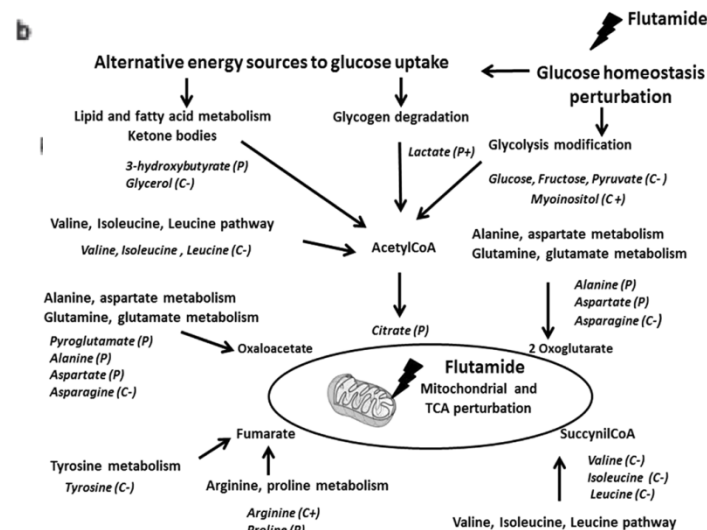 b
Flutamide
Alternative energy sources to glucose uptake
Glucose homeostasis
perturbation
Lipid and fatty acid metabolism
Ketone bodies
Glycogen degradation
Glycolysis modification
3-hydroxybutyrate (P)
Glycerol (C-)
Lactate (P+)
Glucose, Fructose, Pyruvate (C-)
Myoinositol (C+)
Valine, Isoleucine, Leucine pathway
Valine, Isoleucine, Leucine (C-)
AcetylCoA
Alanine, aspartate metabolism
Glutamine, glutamate metabolism
Alanine (P)
Aspartate (P)
Asparagine (C-)
Alanine, aspartate metabolism
Glutamine, glutamate metabolism
Pyroglutamate (P)
Alanine (P)
Aspartate (P)
Asparagine (C-)
Citrate (P)
Oxaloacetate
2 Oxoglutarate
Flutamide
Mitochondrial and
TCA perturbation
Fumarate
SuccynilCoA
Tyrosine metabolism
Tyrosine (C-)
Arginine, proline metabolism
Arginine (C+)
Proline (P)
Valine (C-)
Isoleucine (C-)
Leucine (C-)
Valine, Isoleucine, Leucine pathway